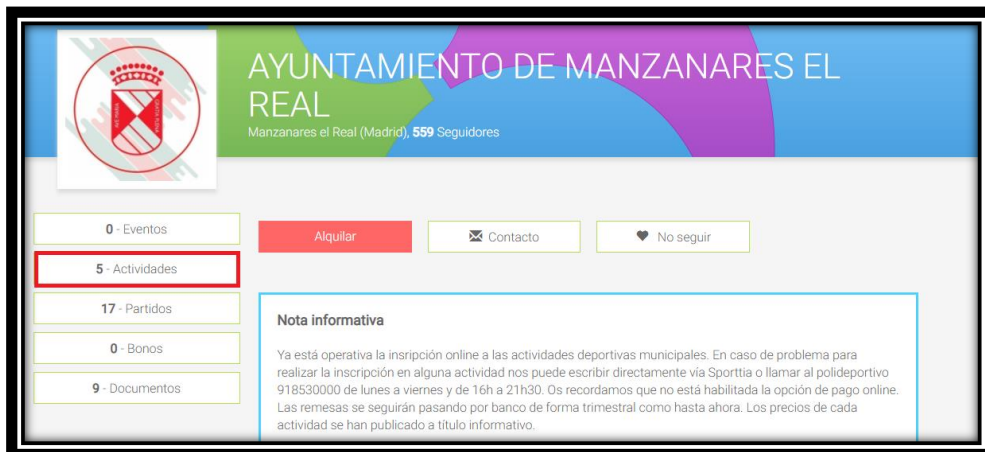 AYUNTAMIENTO DE MANZANARES EL
REAL
Manzanares el Real (Madrid), 559 Seguidores
0 - Eventos
5 - Actividades
17 - Partidos
0 - Bonos
9 - Documentos
Alquilar
Contacto
No seguir
Nota informativa
Ya está operativa la insripción online a las actividades deportivas municipales. En caso de problema para
realizar la inscripción en alguna actividad nos puede escribir directamente vía Sporttia o llamar al polideportivo
918530000 de lunes a viernes y de 16h a 21h30. Os recordamos que no está habilitada la opción de pago online.
Las remesas se seguirán pasando por banco de forma trimestral como hasta ahora. Los precios de cada
actividad se han publicado a título informativo.